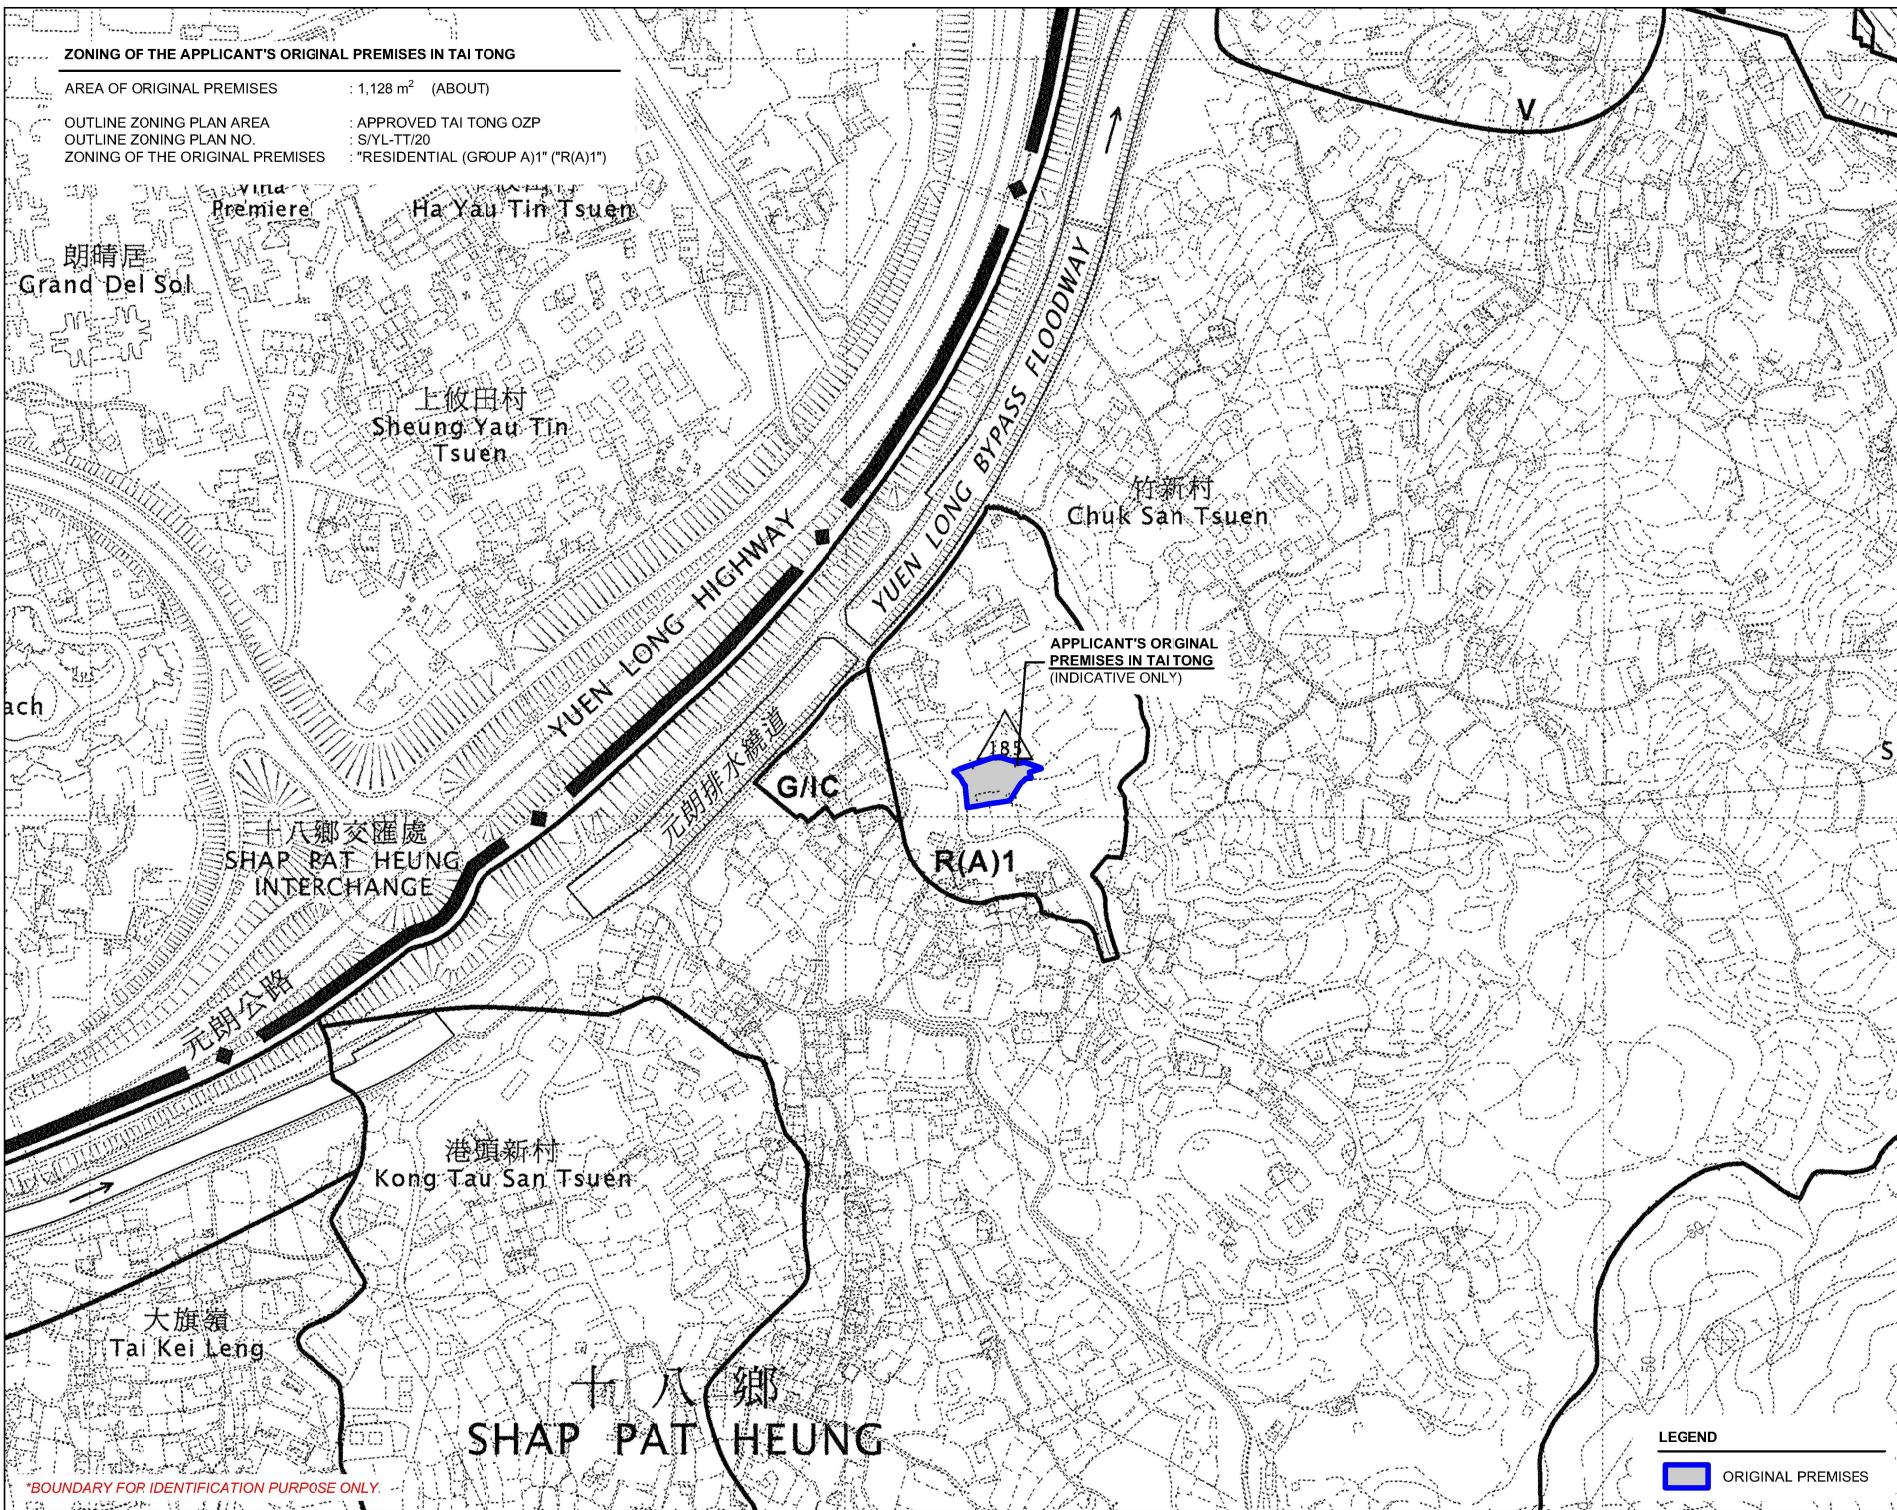 ZONING OF THE APPLICANT'S ORIGINAL PREMISES IN TAI TONG
AREA OF ORIGINAL PREMISES : 1,128 m² (ABOUT)
OUTLINE ZONING PLAN AREA : APPROVED TAI TONG OZP
OUTLINE ZONING PLAN NO. : S/YL-TT/20
ZONING OF THE ORIGINAL PREMISES : "RESIDENTIAL (GROUP A)1" ("R(A)1")
V
Villa
Premiere
Ha Yau Tin Tsuen
朗晴居
Grand Del Sol
上攸田村
Sheung Yau Tin
Tsuen
YUEN LONG HIGHWAY
YUEN LONG BYPASS FLOODWAY
竹新村
Chuk San Tsuen
APPLICANT'S ORIGINAL
PREMISES IN TAI TONG
(INDICATIVE ONLY)
ach
185
S
G/IC
元朗排水繞道
十八鄉交匯處
SHAP PAT HEUNG
INTERCHANGE
R(A)1
元朗公路
港頭新村
Kong Tau San Tsuen
50
50
大旗嶺
Tai Kei Leng
十八鄉
SHAP PAT HEUNG
LEGEND
ORIGINAL PREMISES
*BOUNDARY FOR IDENTIFICATION PURPOSE ONLY.